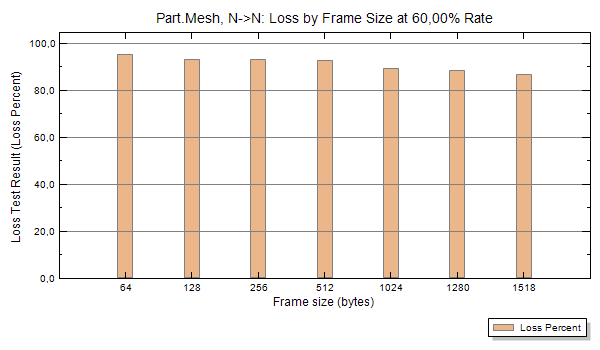 Part.Mesh, N->N: Loss by Frame Size at 60,00% Rate
Loss Test Result (Loss Percent)
100,0
80,0
60,0
40,0
20,0
0,0
64 128 256 512 1024 1280 1518
Frame size (bytes)
Loss Percent